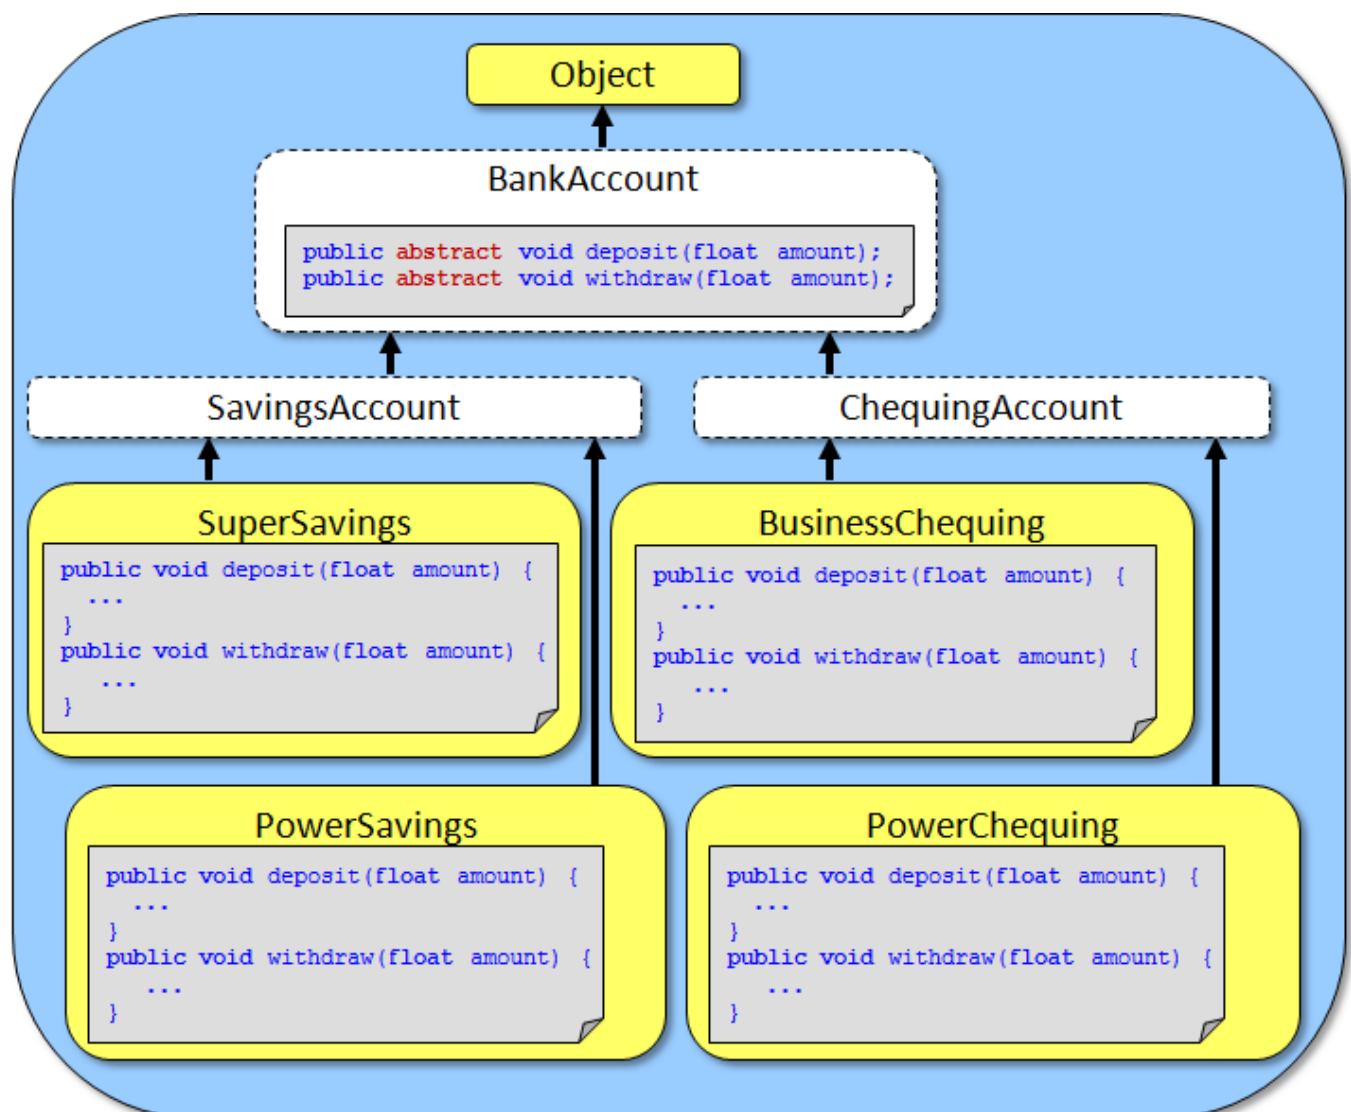 Object
BankAccount
public abstract void deposit(float amount);
public abstract void withdraw(float amount);
SavingsAccount
ChequingAccount
SuperSavings
public void deposit(float amount) {
...
}
public void withdraw(float amount) {
...
}
BusinessChequing
public void deposit(float amount) {
...
}
public void withdraw(float amount) {
...
}
PowerSavings
public void deposit(float amount) {
...
}
public void withdraw(float amount) {
...
}
PowerChequing
public void deposit(float amount) {
...
}
public void withdraw(float amount) {
...
}